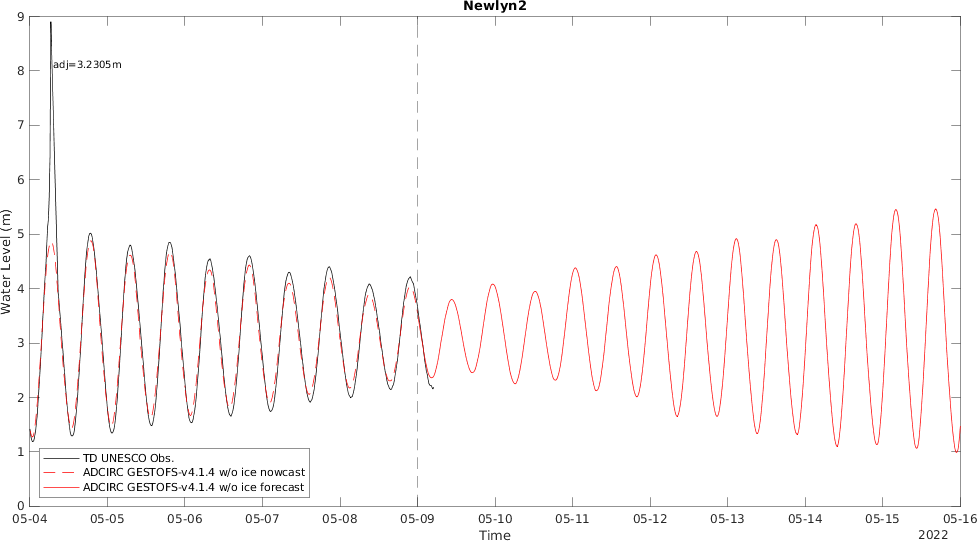 Newlyn2
9
8
7
6
5
4
3
2
1
0
Water Level (m)
adj=3.2305m
TD UNESCO Obs.
ADCIRC GESTOFS-v4.1.4 w/o ice nowcast
ADCIRC GESTOFS-v4.1.4 w/o ice forecast
05-04 05-05 05-06 05-07 05-08 05-09 05-10 05-11 05-12 05-13 05-14 05-15 05-16
Time
2022